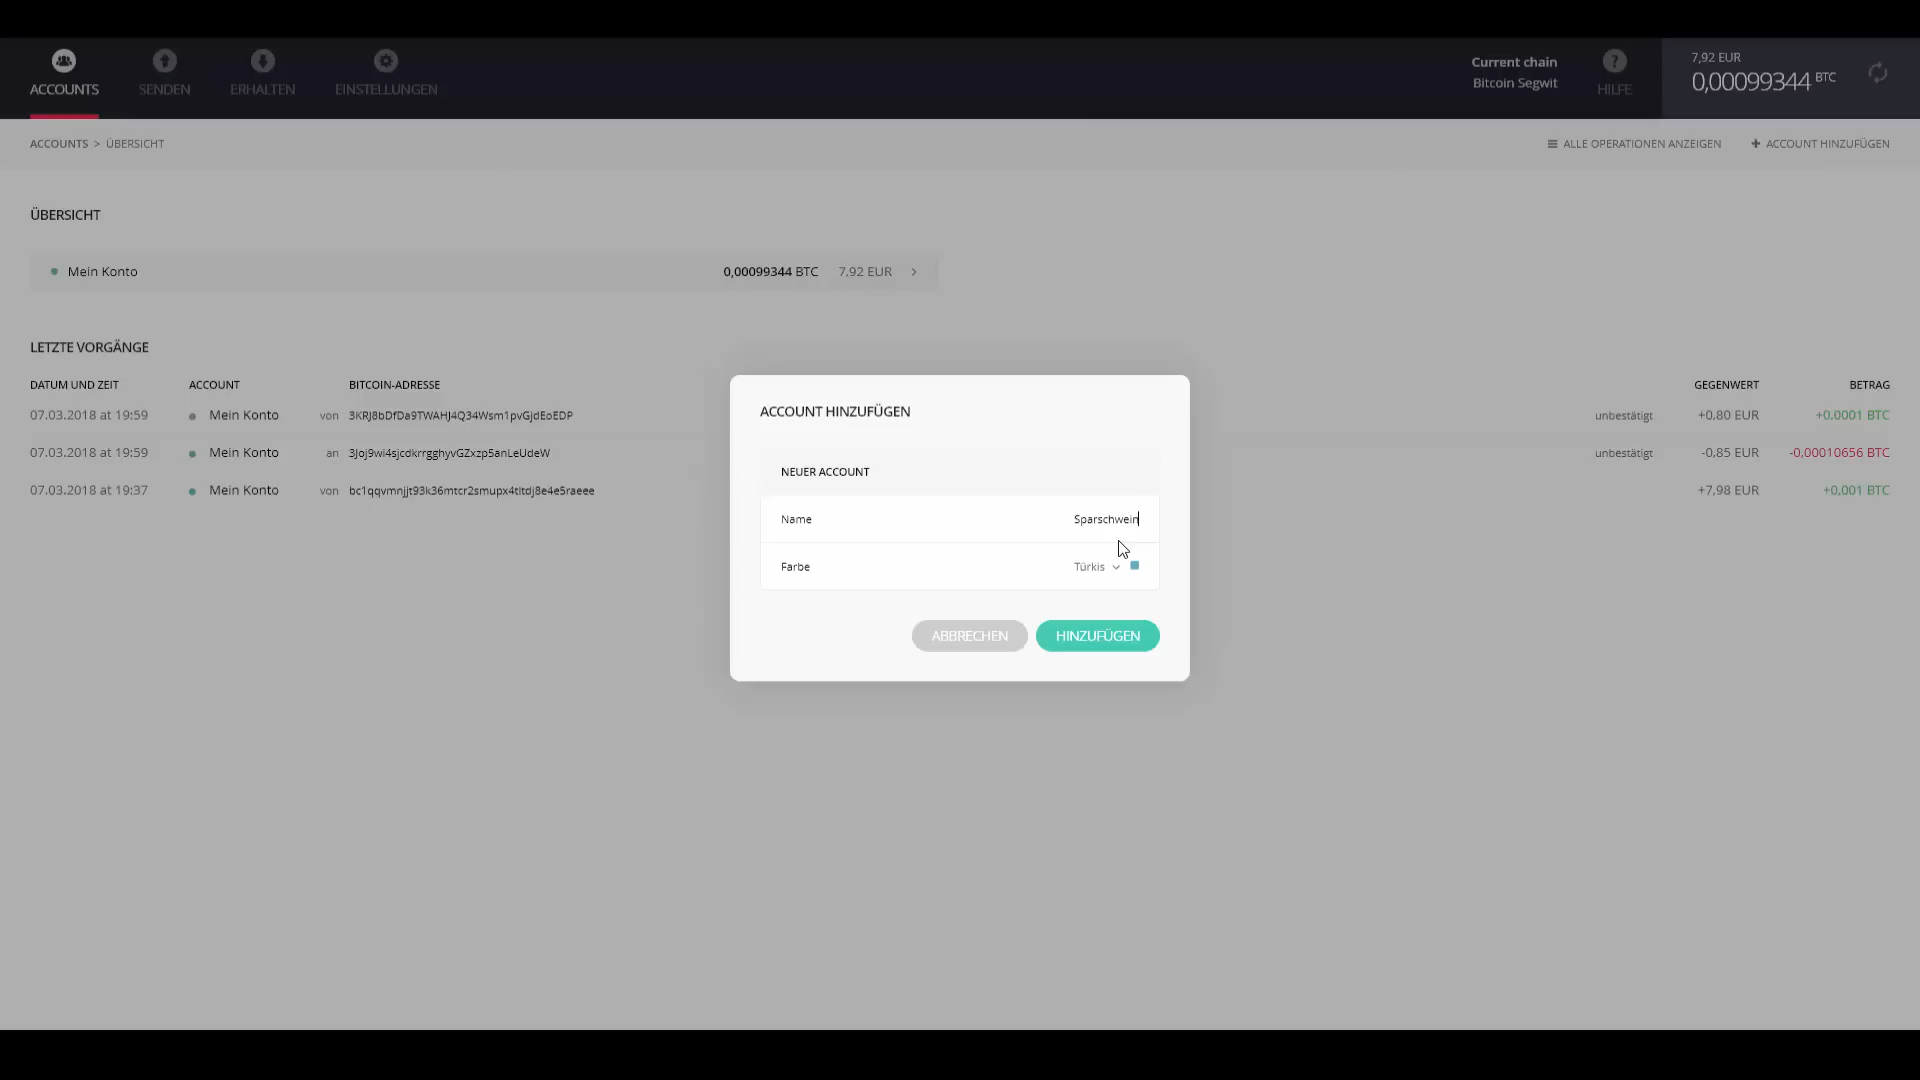 ACCOUNTS
SENDEN
ERHALTEN
EINSTELLUNGEN
Current chain
Bitcoin Segwit
?
HILFE
7,92 EUR
0,00099344 BTC
ACCOUNTS > ÜBERSICHT
ALLE OPERATIONEN ANZEIGEN
+ ACCOUNT HINZUFÜGEN
ÜBERSICHT
Mein Konto 0,00099344 BTC 7,92 EUR >
LETZTE VORGÄNGE
DATUM UND ZEIT ACCOUNT BITCOIN-ADRESSE GEGENWERT BETRAG
07.03.2018 at 19:59 Mein Konto von 3KRJ8bDfDa9TWAHJ4Q34Wsm1pvGjdEoEDP unbestätigt +0,80 EUR +0,0001 BTC
07.03.2018 at 19:59 Mein Konto an 3Joj9wi4sjcdkrrgghyvGZxzp5anLeUdeW unbestätigt -0,85 EUR -0,00010656 BTC
07.03.2018 at 19:37 Mein Konto von bc1qqvmnjjt93k36mtcr2smupx4tltdj8e4e5raeee +7,98 EUR +0,001 BTC
ACCOUNT HINZUFÜGEN
NEUER ACCOUNT
Name Sparschwein
Farbe Türkis
ABBRECHEN
HINZUFÜGEN